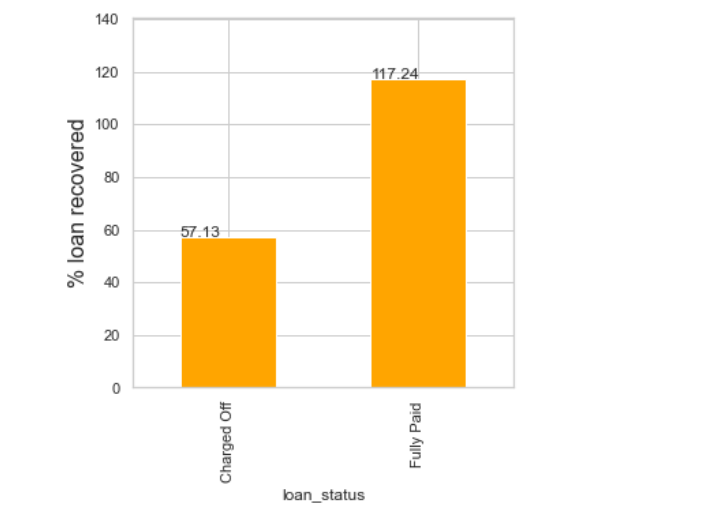 140
120
100
80
60
40
20
0
% loan recovered
117.24
57.13
Charged Off
Fully Paid
loan_status